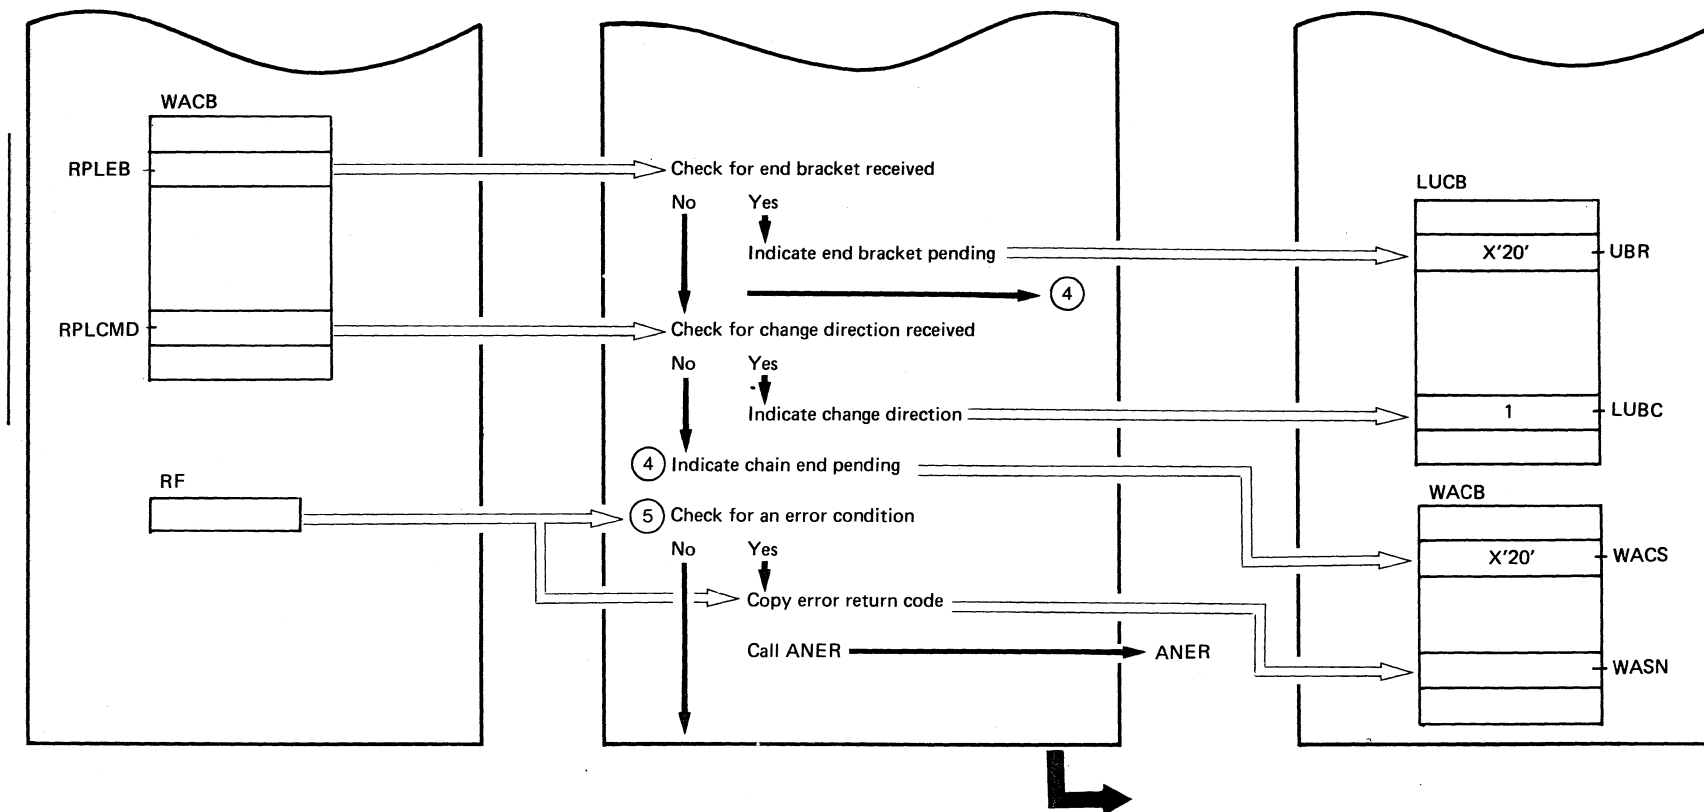 WACB
RPLEB
Check for end bracket received
No Yes
Indicate end bracket pending
4
RPLCMD
Check for change direction received
No Yes
Indicate change direction
4 Indicate chain end pending
RF
5 Check for an error condition
No Yes
Copy error return code
Call ANER
ANER
LUCB
X'20' UBR
1 LUBC
WACB
X'20' WACS
WASN